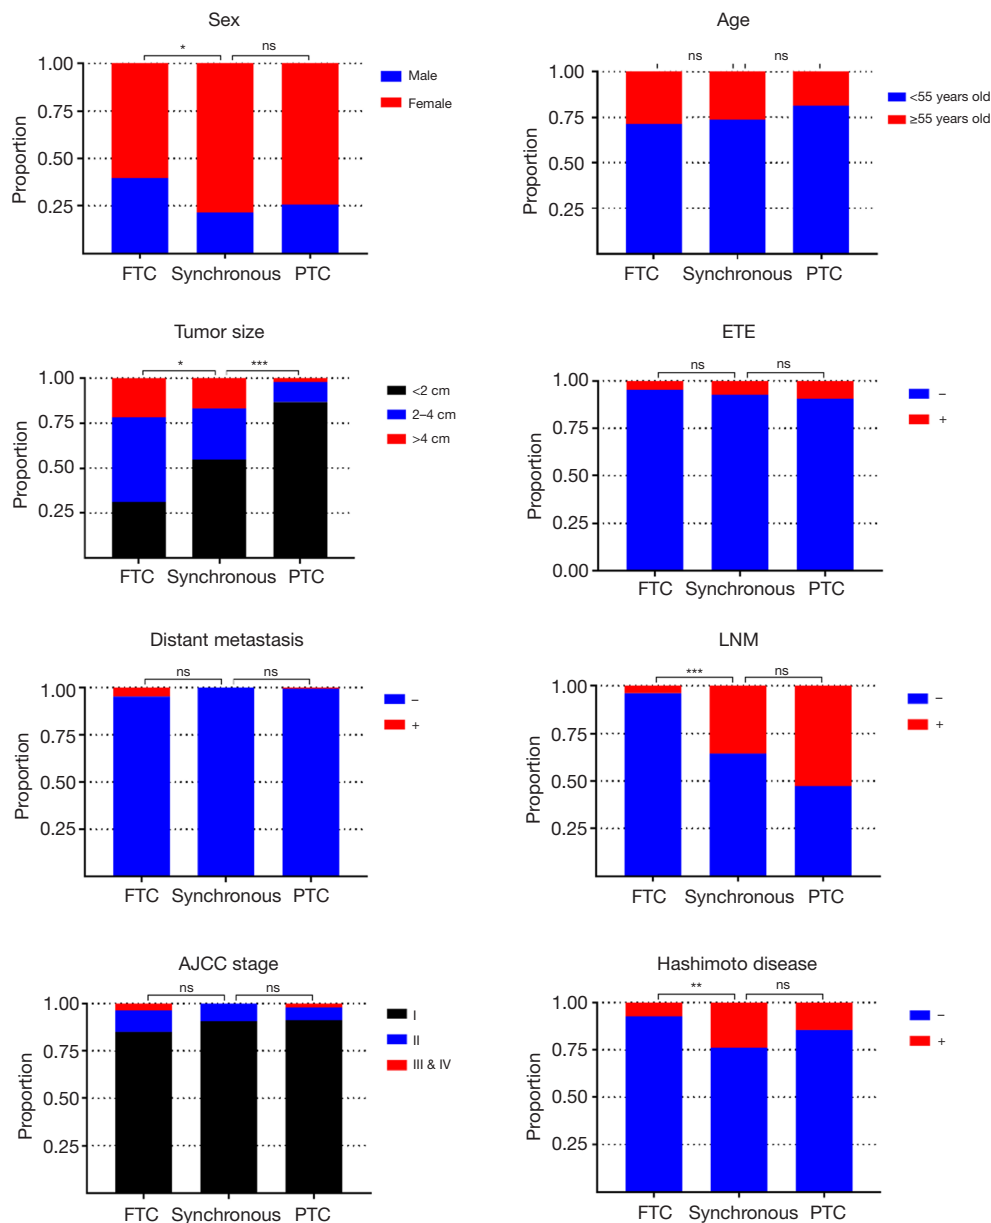 Sex
* ns
1.00
0.75
0.50
0.25
Proportion
FTC Synchronous PTC
Male
Female
Age
ns ns
1.00
0.75
0.50
0.25
Proportion
FTC Synchronous PTC
<55 years old
≥55 years old
Tumor size
* ***
1.00
0.75
0.50
0.25
Proportion
FTC Synchronous PTC
<2 cm
2–4 cm
>4 cm
ETE
ns ns
1.00
0.75
0.50
0.25
0.00
Proportion
FTC Synchronous PTC
–
+
Distant metastasis
ns ns
1.00
0.75
0.50
0.25
Proportion
FTC Synchronous PTC
–
+
LNM
*** ns
1.00
0.75
0.50
0.25
Proportion
FTC Synchronous PTC
–
+
AJCC stage
ns ns
1.00
0.75
0.50
0.25
Proportion
FTC Synchronous PTC
I
II
III & IV
Hashimoto disease
** ns
1.00
0.75
0.50
0.25
Proportion
FTC Synchronous PTC
–
+